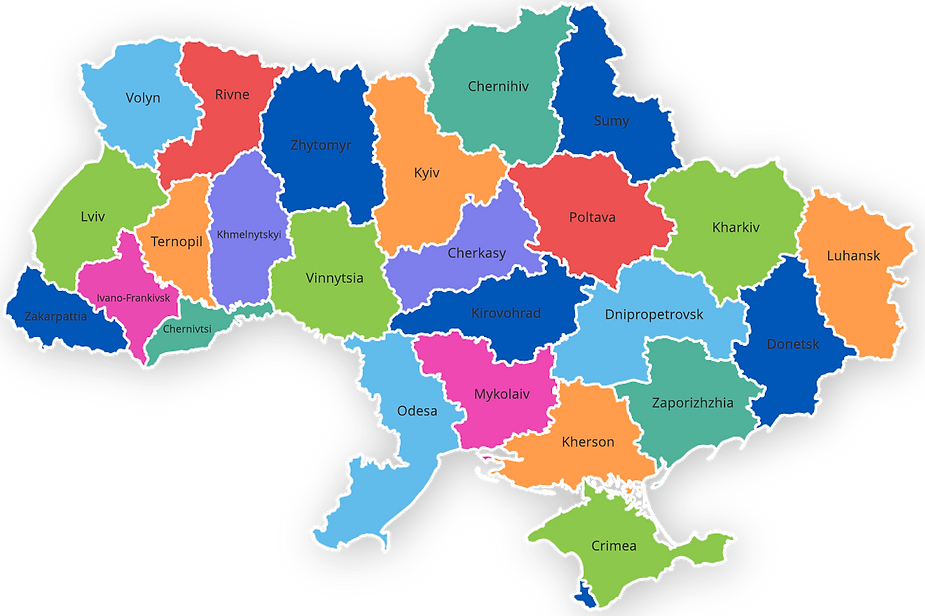 Chernihiv
Rivne
Volyn
Sumy
Zhytomyr
Kyiv
Lviv
Poltava
Kharkiv
Khmelnytskyi
Ternopil
Cherkasy
Luhansk
Vinnytsia
Ivano-Frankivsk
Kirovohrad
Dnipropetrovsk
Zakarpattia
Chernivtsi
Donetsk
Mykolaiv
Zaporizhzhia
Odesa
Kherson
Crimea